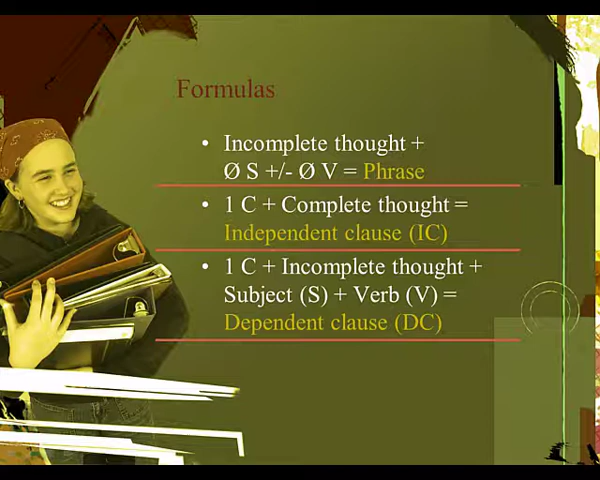 Formulas
• Incomplete thought +
Ø S +/- Ø V = Phrase
• 1 C + Complete thought =
Independent clause (IC)
• 1 C + Incomplete thought +
Subject (S) + Verb (V) =
Dependent clause (DC)